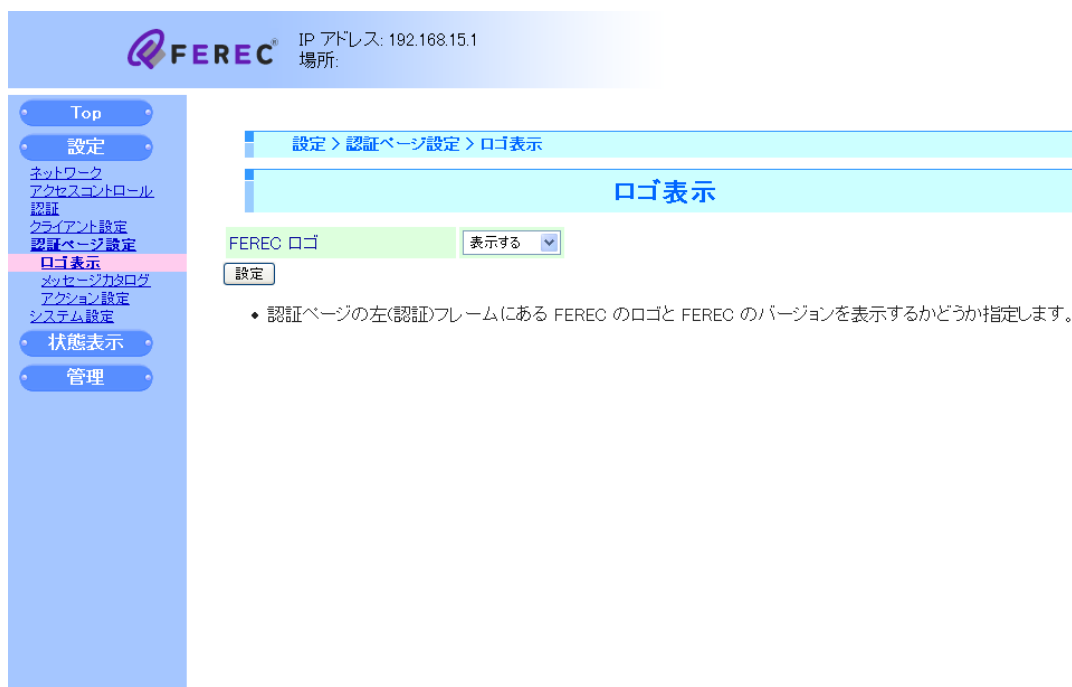 FEREC®
IP アドレス: 192.168.15.1
場所:
Top
設定
ネットワーク
アクセスコントロール
認証
クライアント設定
認証ページ設定
ロゴ表示
メッセージカタログ
アクション設定
システム設定
状態表示
管理
設定 > 認証ページ設定 > ロゴ表示
ロゴ表示
FEREC ロゴ 表示する
設定
• 認証ページの左(認証)フレームにある FEREC のロゴと FEREC のバージョンを表示するかどうか指定します。